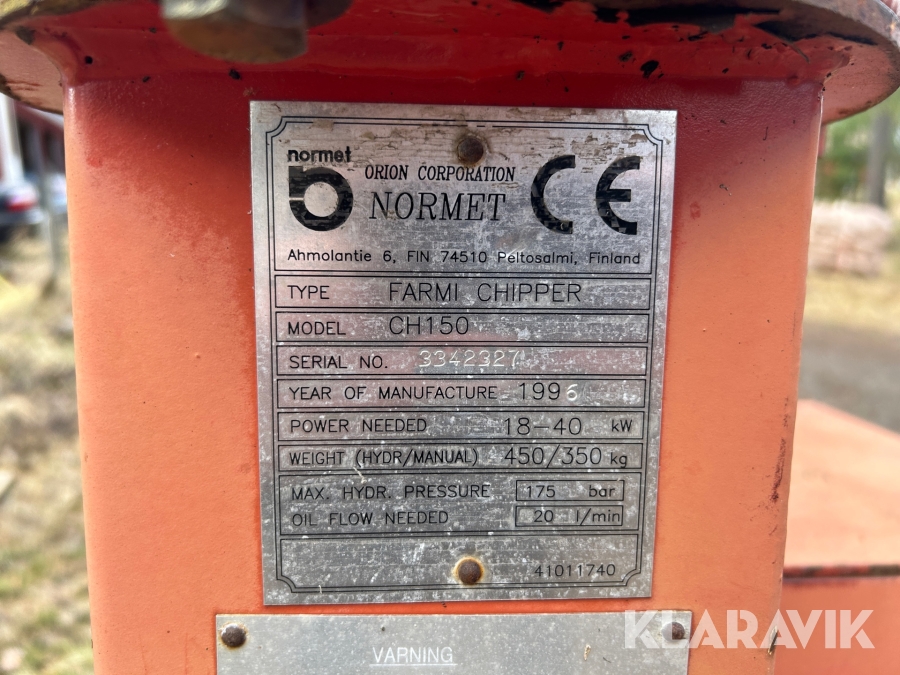 normet
ORION CORPORATION
NORMET
CE
Ahmolantie 6, FIN 74510 Peltosalmi, Finland
TYPE FARMI CHIPPER
MODEL CH150
SERIAL NO. 3342327
YEAR OF MANUFACTURE 1996
POWER NEEDED 18-40 kW
WEIGHT (HYDR/MANUAL) 450/350 kg
MAX. HYDR. PRESSURE 175 bar
OIL FLOW NEEDED 20 l/min
41011740
VARNING
KLARAVIK